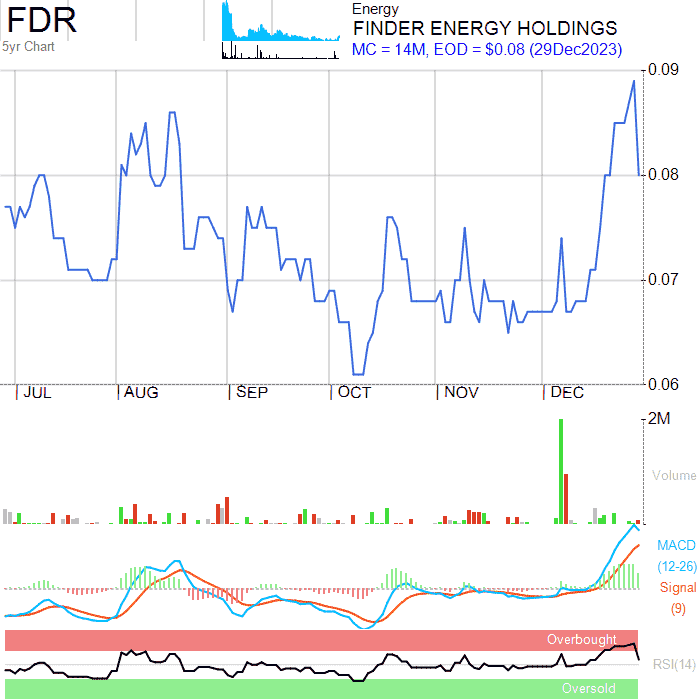 FDR
5yr Chart
Energy
FINDER ENERGY HOLDINGS
MC = 14M, EOD = $0.08 (29Dec2023)
0.09
0.08
0.07
0.06
JUL AUG SEP OCT NOV DEC
2M
Volume
MACD
(12-26)
Signal
(9)
Overbought
RSI(14)
Oversold